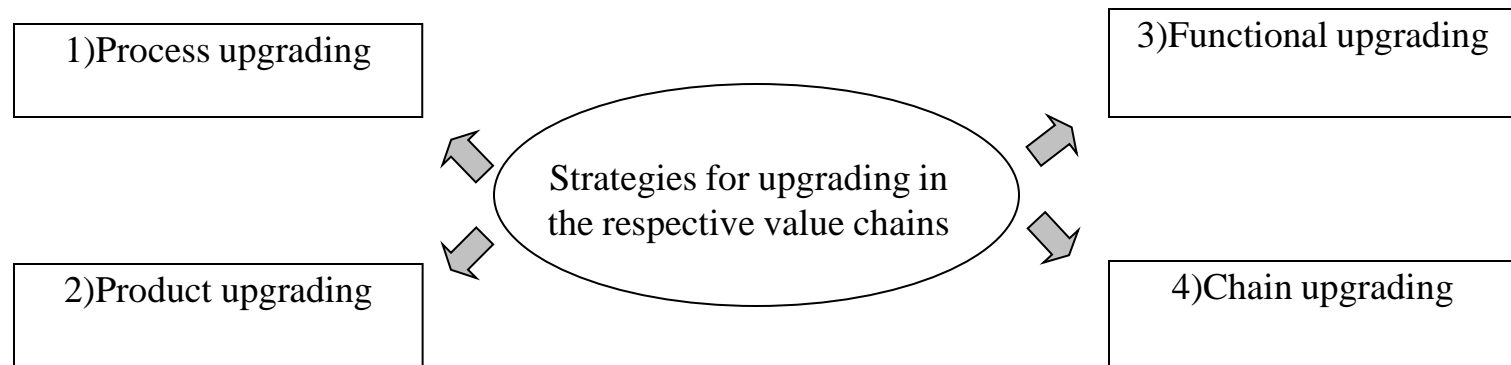 1)Process upgrading
3)Functional upgrading
Strategies for upgrading in
the respective value chains
2)Product upgrading
4)Chain upgrading